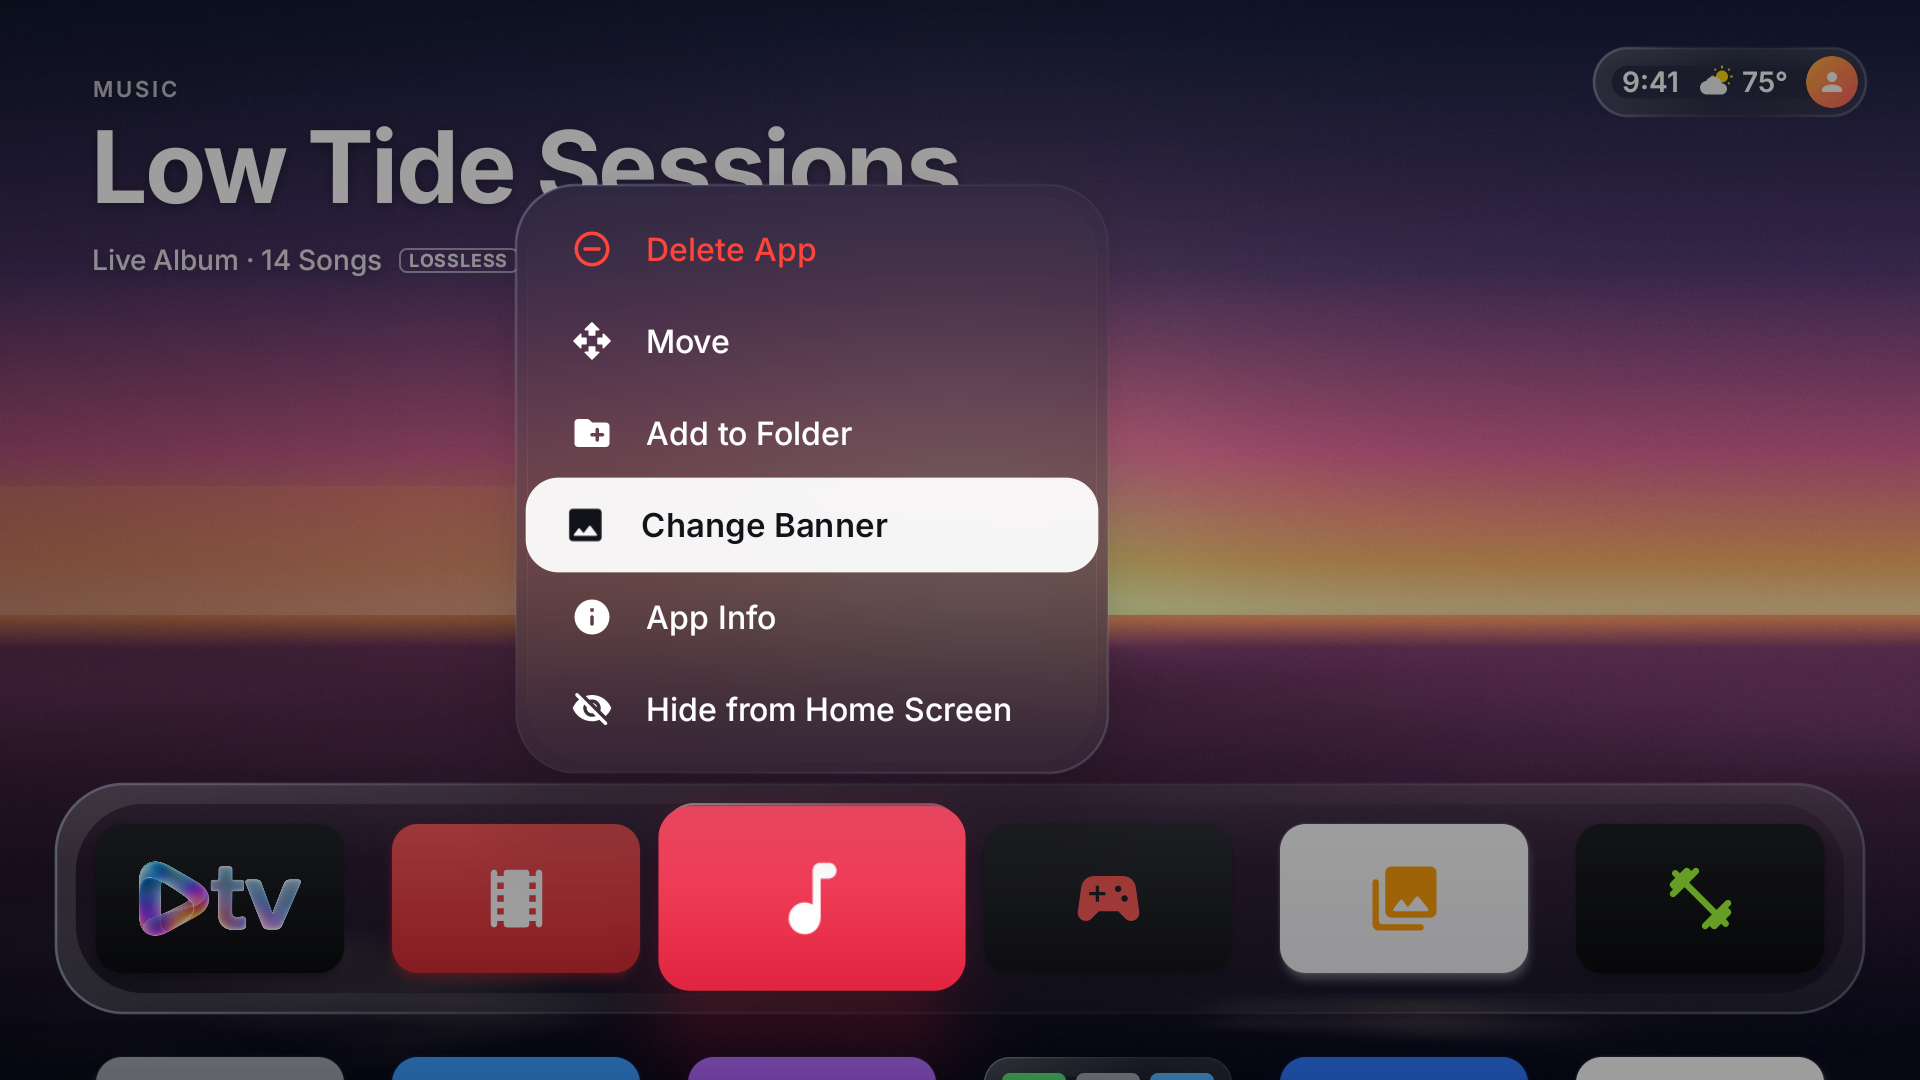 MUSIC
Low Tide Sessions
Live Album · 14 Songs LOSSLESS
9:41 75°
Delete App
Move
Add to Folder
Change Banner
App Info
Hide from Home Screen
tv